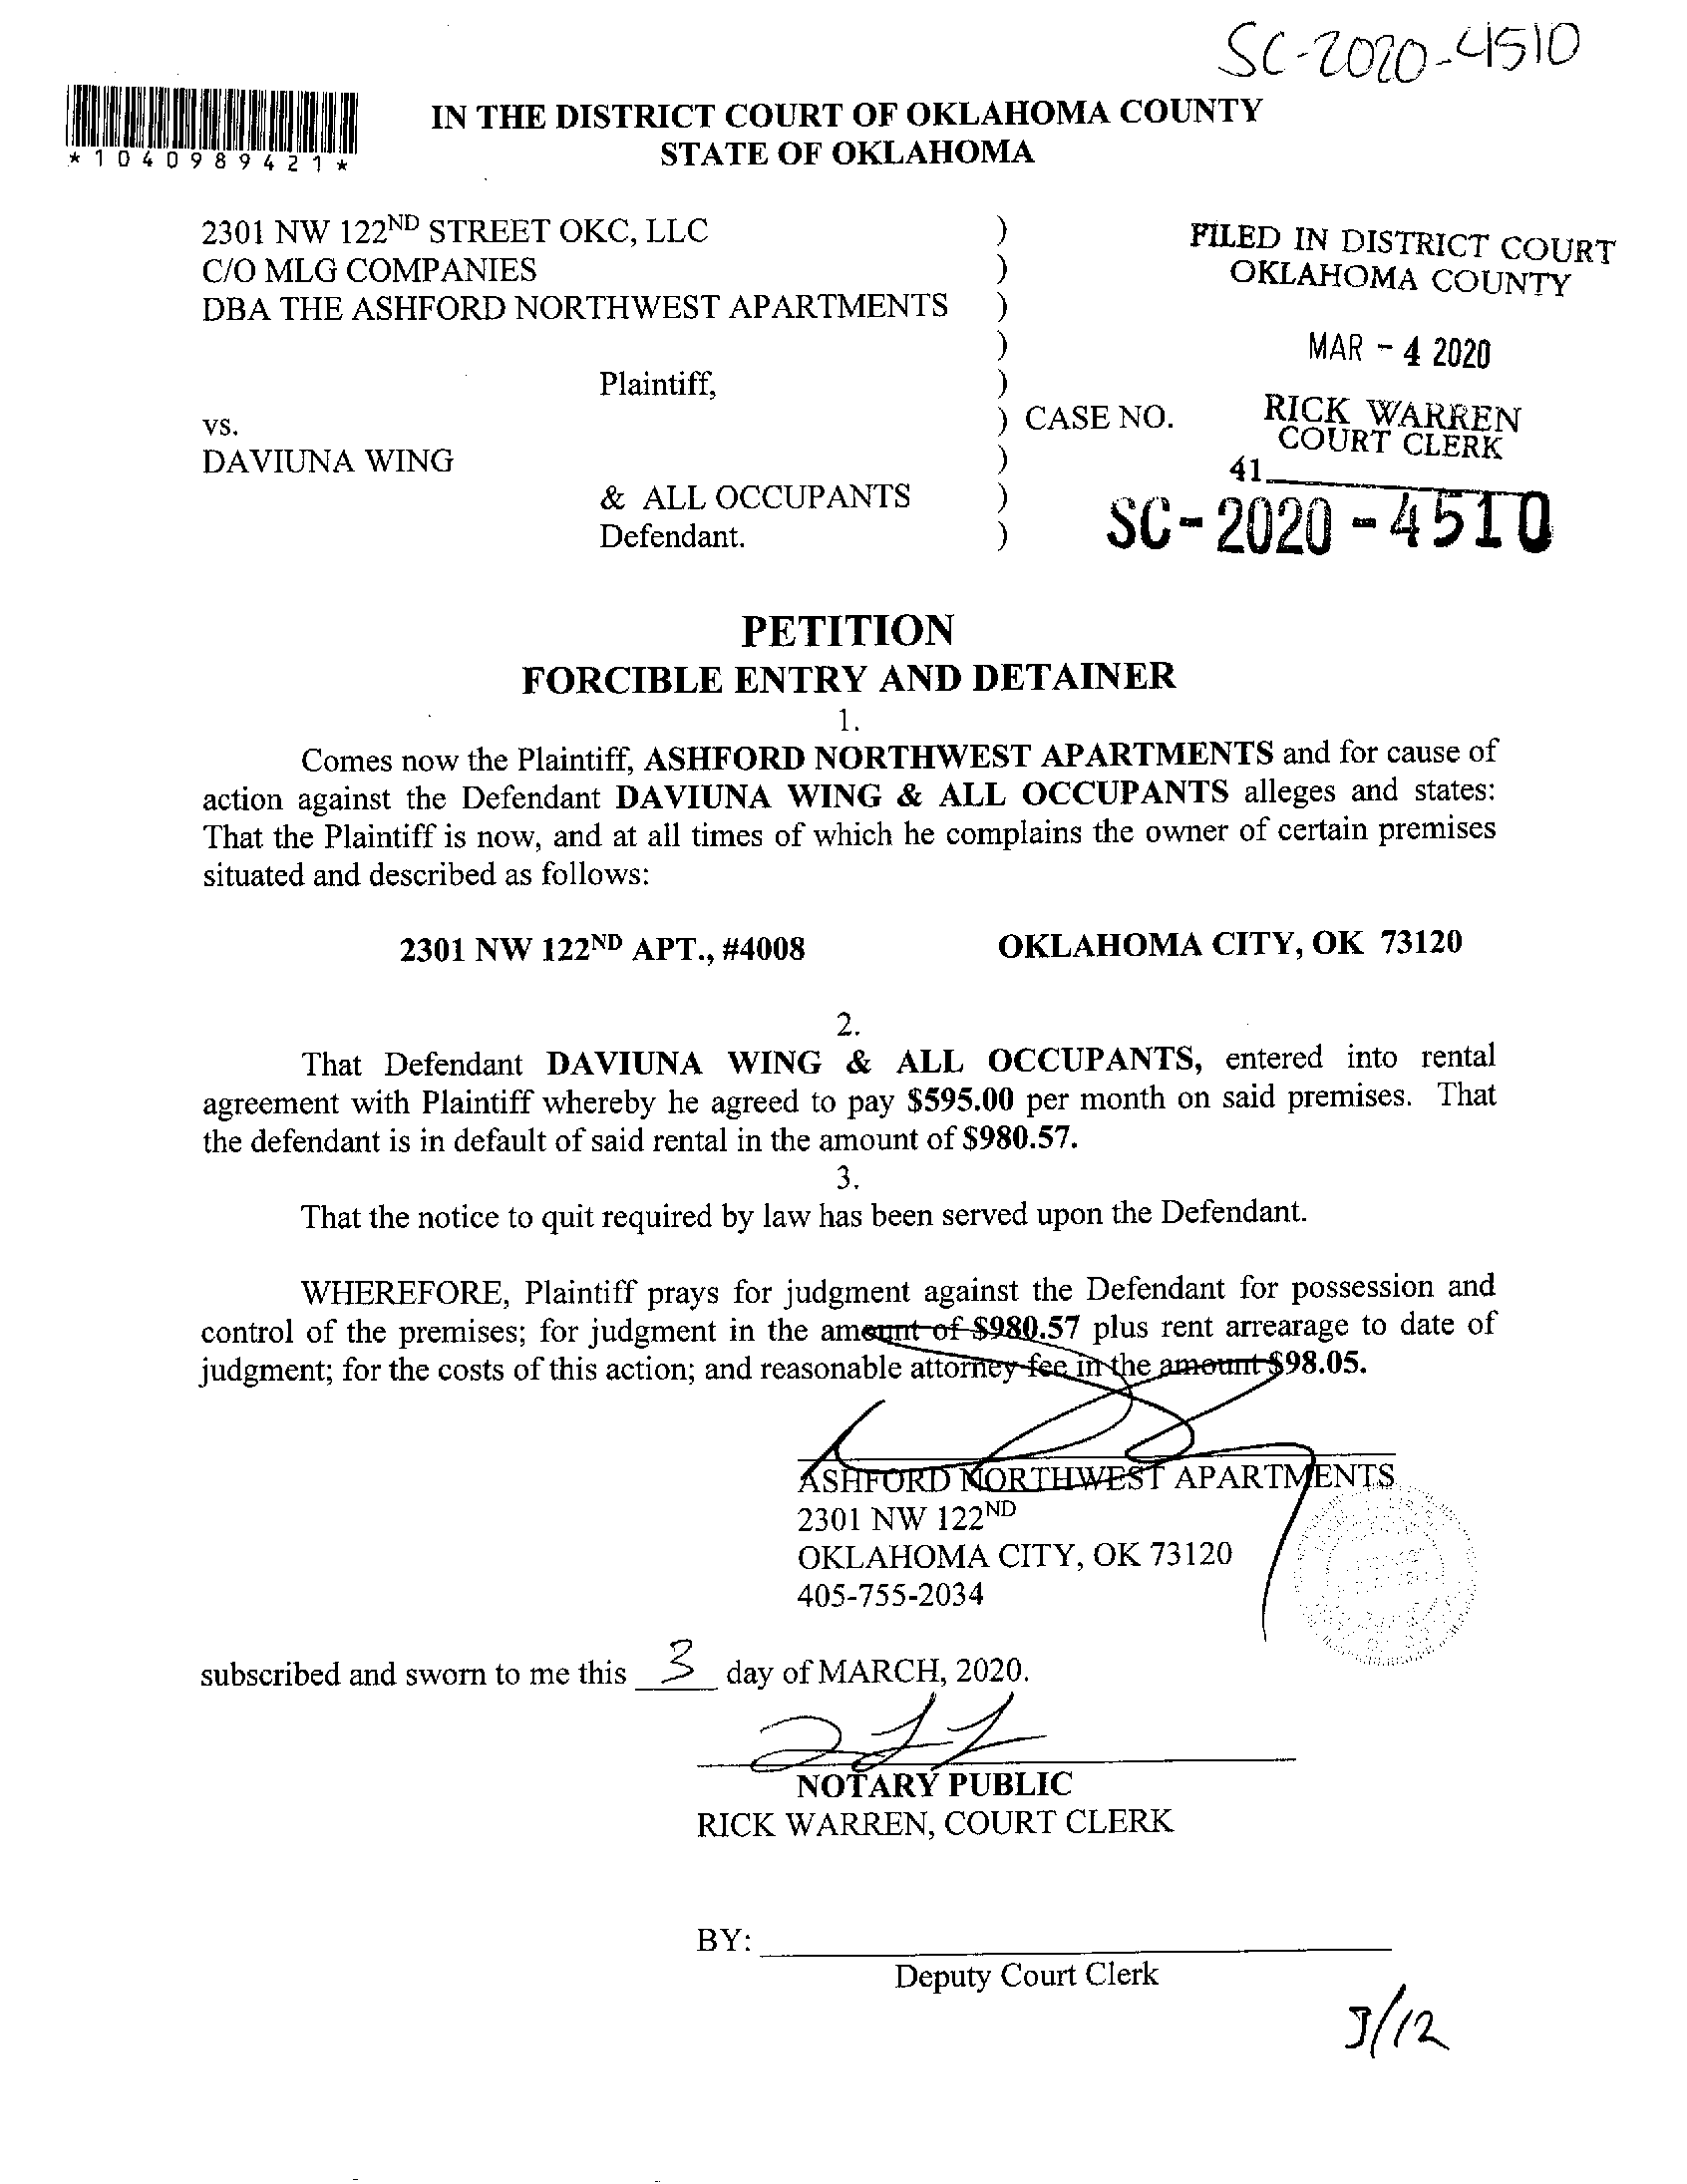 SC-2020-4510
*1040989421*
IN THE DISTRICT COURT OF OKLAHOMA COUNTY
STATE OF OKLAHOMA
2301 NW 122ND STREET OKC, LLC )
C/O MLG COMPANIES )
DBA THE ASHFORD NORTHWEST APARTMENTS )
)
Plaintiff, )
vs. ) CASE NO.
DAVIUNA WING )
& ALL OCCUPANTS )
Defendant. )
FILED IN DISTRICT COURT
OKLAHOMA COUNTY
MAR - 4 2020
RICK WARREN
COURT CLERK
41
SC-2020-4510
PETITION
FORCIBLE ENTRY AND DETAINER
1.
Comes now the Plaintiff, ASHFORD NORTHWEST APARTMENTS and for cause of
action against the Defendant DAVIUNA WING & ALL OCCUPANTS alleges and states:
That the Plaintiff is now, and at all times of which he complains the owner of certain premises
situated and described as follows:
2301 NW 122ND APT., #4008 OKLAHOMA CITY, OK 73120
2.
That Defendant DAVIUNA WING & ALL OCCUPANTS, entered into rental
agreement with Plaintiff whereby he agreed to pay $595.00 per month on said premises. That
the defendant is in default of said rental in the amount of $980.57.
3.
That the notice to quit required by law has been served upon the Defendant.
WHEREFORE, Plaintiff prays for judgment against the Defendant for possession and
control of the premises; for judgment in the amount of $980.57 plus rent arrearage to date of
judgment; for the costs of this action; and reasonable attorney fee in the amount $98.05.
ASHFORD NORTHWEST APARTMENTS
2301 NW 122ND
OKLAHOMA CITY, OK 73120
405-755-2034
subscribed and sworn to me this 3 day of MARCH, 2020.
NOTARY PUBLIC
RICK WARREN, COURT CLERK
BY:
Deputy Court Clerk
3/12